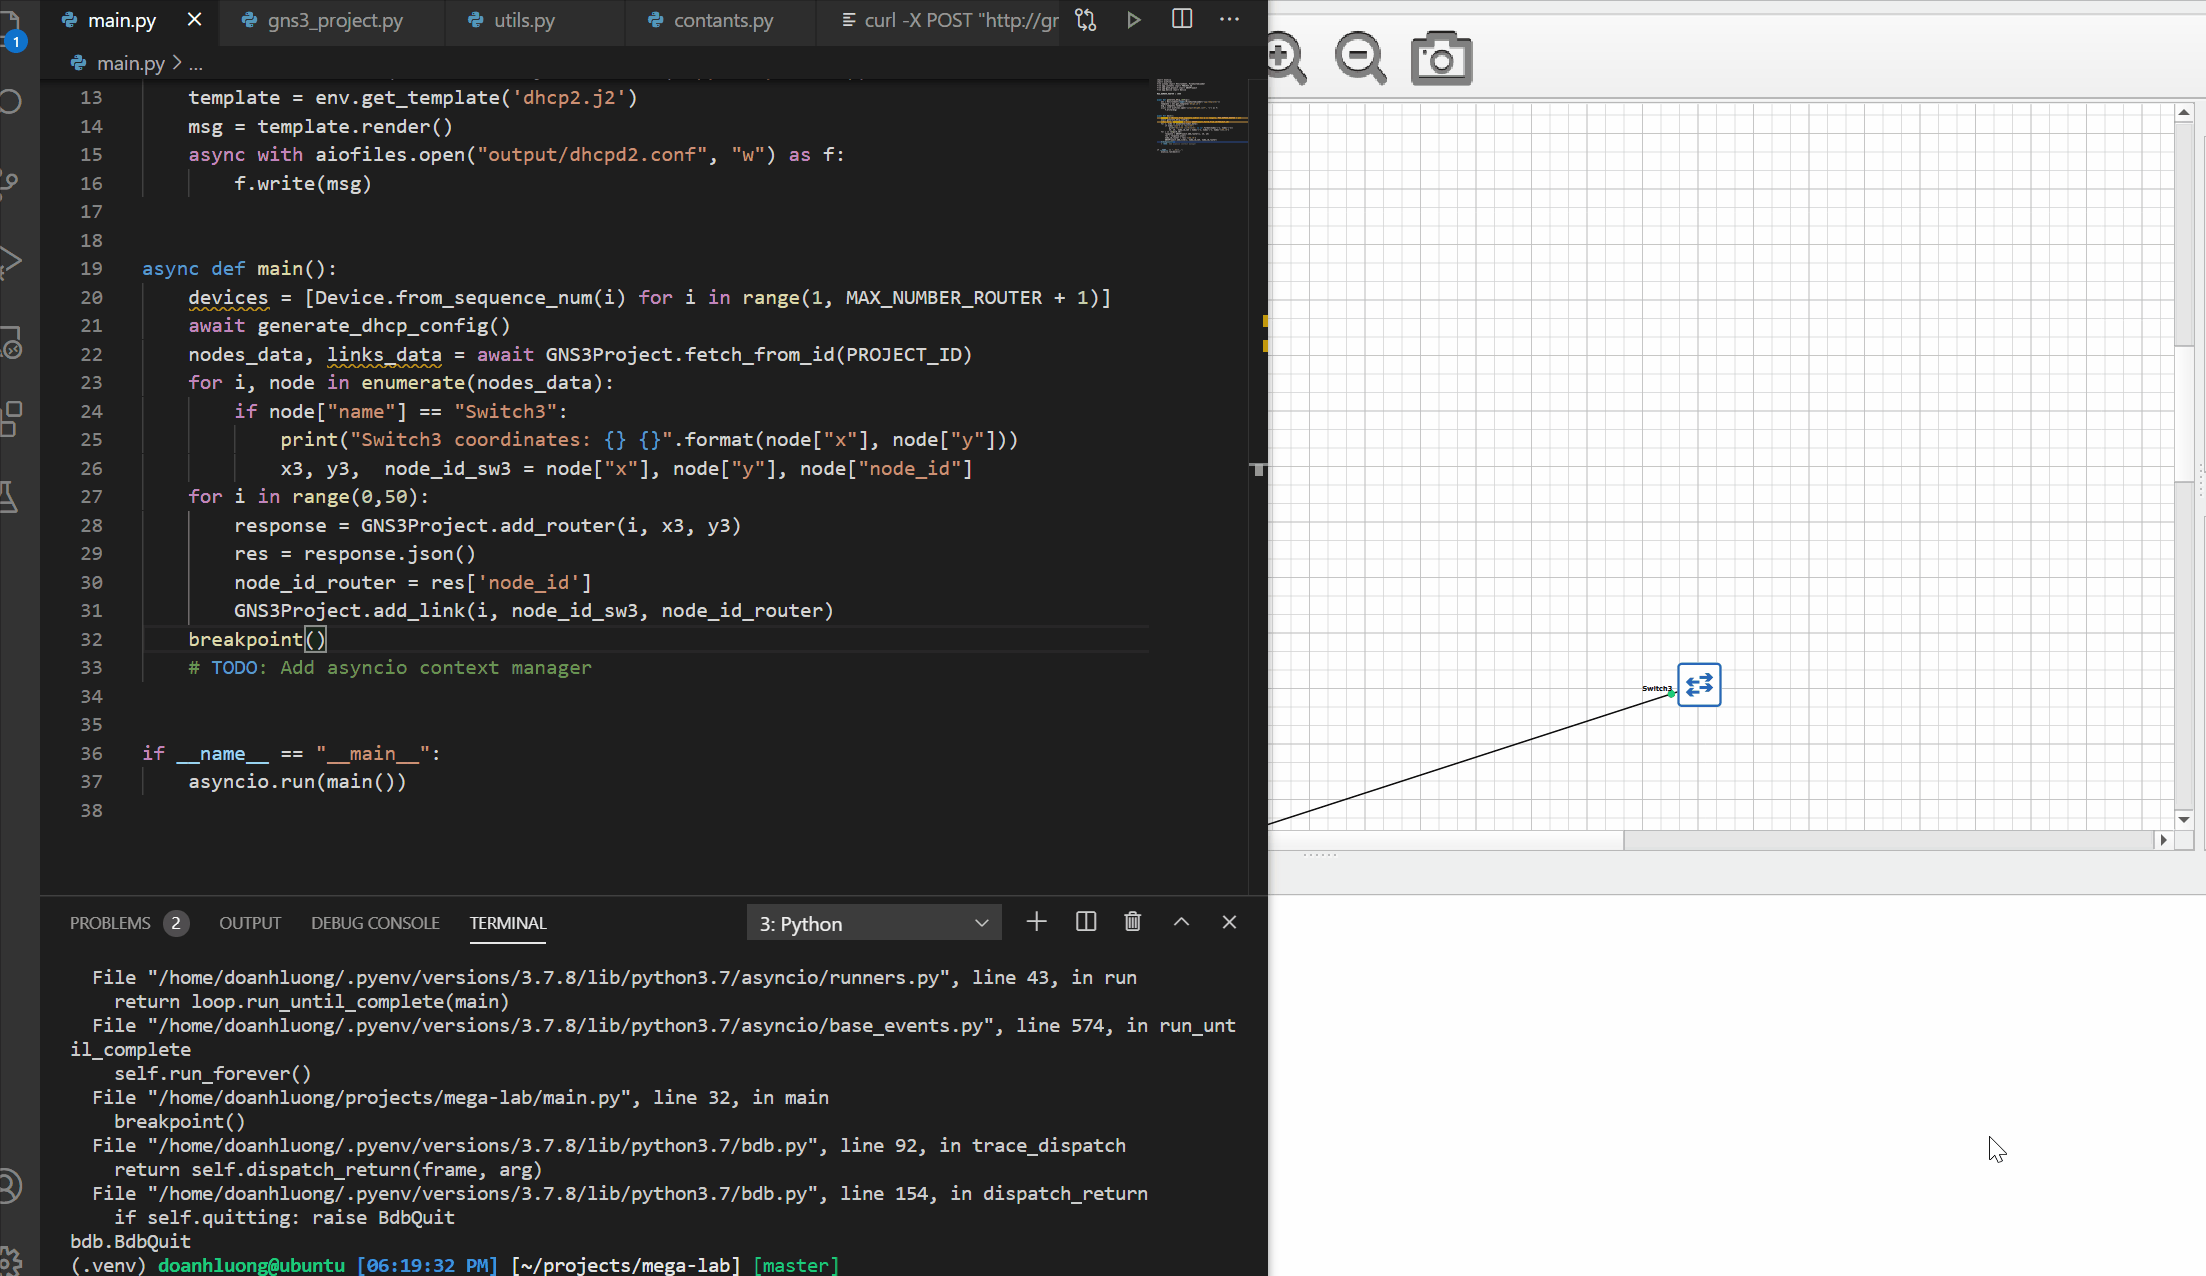 main.py
gns3_project.py
utils.py
contants.py
curl -X POST "http://gr
1
main.py > ...
13 template = env.get_template('dhcp2.j2')
14 msg = template.render()
15 async with aiofiles.open("output/dhcpd2.conf", "w") as f:
16 f.write(msg)
17
18
19 async def main():
20 devices = [Device.from_sequence_num(i) for i in range(1, MAX_NUMBER_ROUTER + 1)]
21 await generate_dhcp_config()
22 nodes_data, links_data = await GNS3Project.fetch_from_id(PROJECT_ID)
23 for i, node in enumerate(nodes_data):
24 if node["name"] == "Switch3":
25 print("Switch3 coordinates: {} {}".format(node["x"], node["y"]))
26 x3, y3,  node_id_sw3 = node["x"], node["y"], node["node_id"]
27 for i in range(0,50):
28 response = GNS3Project.add_router(i, x3, y3)
29 res = response.json()
30 node_id_router = res['node_id']
31 GNS3Project.add_link(i, node_id_sw3, node_id_router)
32 breakpoint()
33 # TODO: Add asyncio context manager
34
35
36 if __name__ == "__main__":
37 asyncio.run(main())
38
Switch3
PROBLEMS 2 OUTPUT DEBUG CONSOLE TERMINAL 3: Python
File "/home/doanhluong/.pyenv/versions/3.7.8/lib/python3.7/asyncio/runners.py", line 43, in run
return loop.run_until_complete(main)
File "/home/doanhluong/.pyenv/versions/3.7.8/lib/python3.7/asyncio/base_events.py", line 574, in run_unt
il_complete
self.run_forever()
File "/home/doanhluong/projects/mega-lab/main.py", line 32, in main
breakpoint()
File "/home/doanhluong/.pyenv/versions/3.7.8/lib/python3.7/bdb.py", line 92, in trace_dispatch
return self.dispatch_return(frame, arg)
File "/home/doanhluong/.pyenv/versions/3.7.8/lib/python3.7/bdb.py", line 154, in dispatch_return
if self.quitting: raise BdbQuit
bdb.BdbQuit
(.venv) doanhluong@ubuntu [06:19:32 PM] [~/projects/mega-lab] [master]